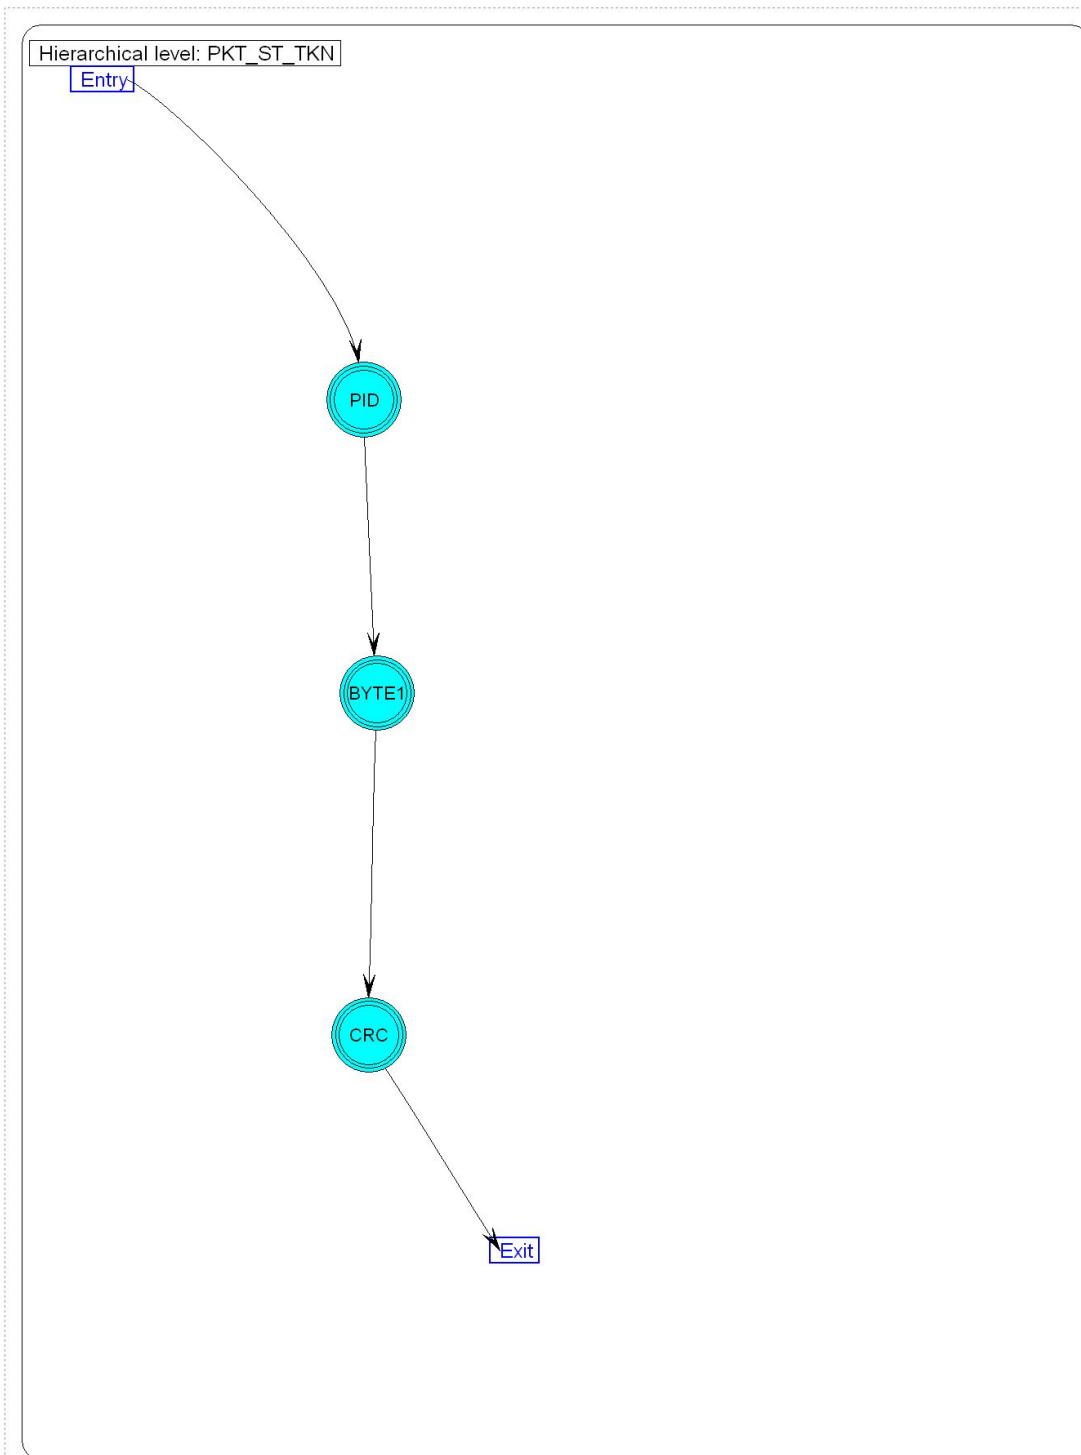 Hierarchical level: PKT_ST_TKN
Entry
PID
BYTE1
CRC
Exit